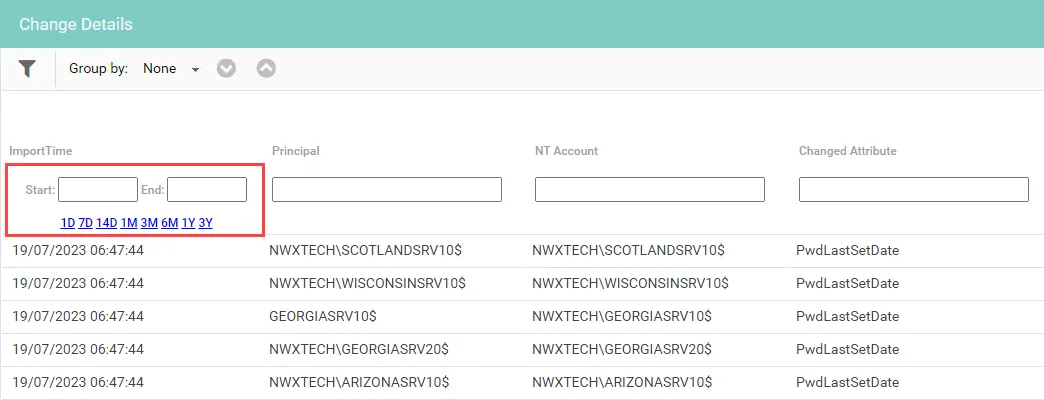 Change Details
Group by: None
ImportTime Principal NT Account Changed Attribute
Start: End:
1D 7D 14D 1M 3M 6M 1Y 3Y
19/07/2023 06:47:44 NWXTECH\SCOTLANDSRV10$ NWXTECH\SCOTLANDSRV10$ PwdLastSetDate
19/07/2023 06:47:44 NWXTECH\WISCONSINSRV10$ NWXTECH\WISCONSINSRV10$ PwdLastSetDate
19/07/2023 06:47:44 GEORGIASRV10$ NWXTECH\GEORGIASRV10$ PwdLastSetDate
19/07/2023 06:47:44 NWXTECH\GEORGIASRV20$ NWXTECH\GEORGIASRV20$ PwdLastSetDate
19/07/2023 06:47:44 NWXTECH\ARIZONASRV10$ NWXTECH\ARIZONASRV10$ PwdLastSetDate